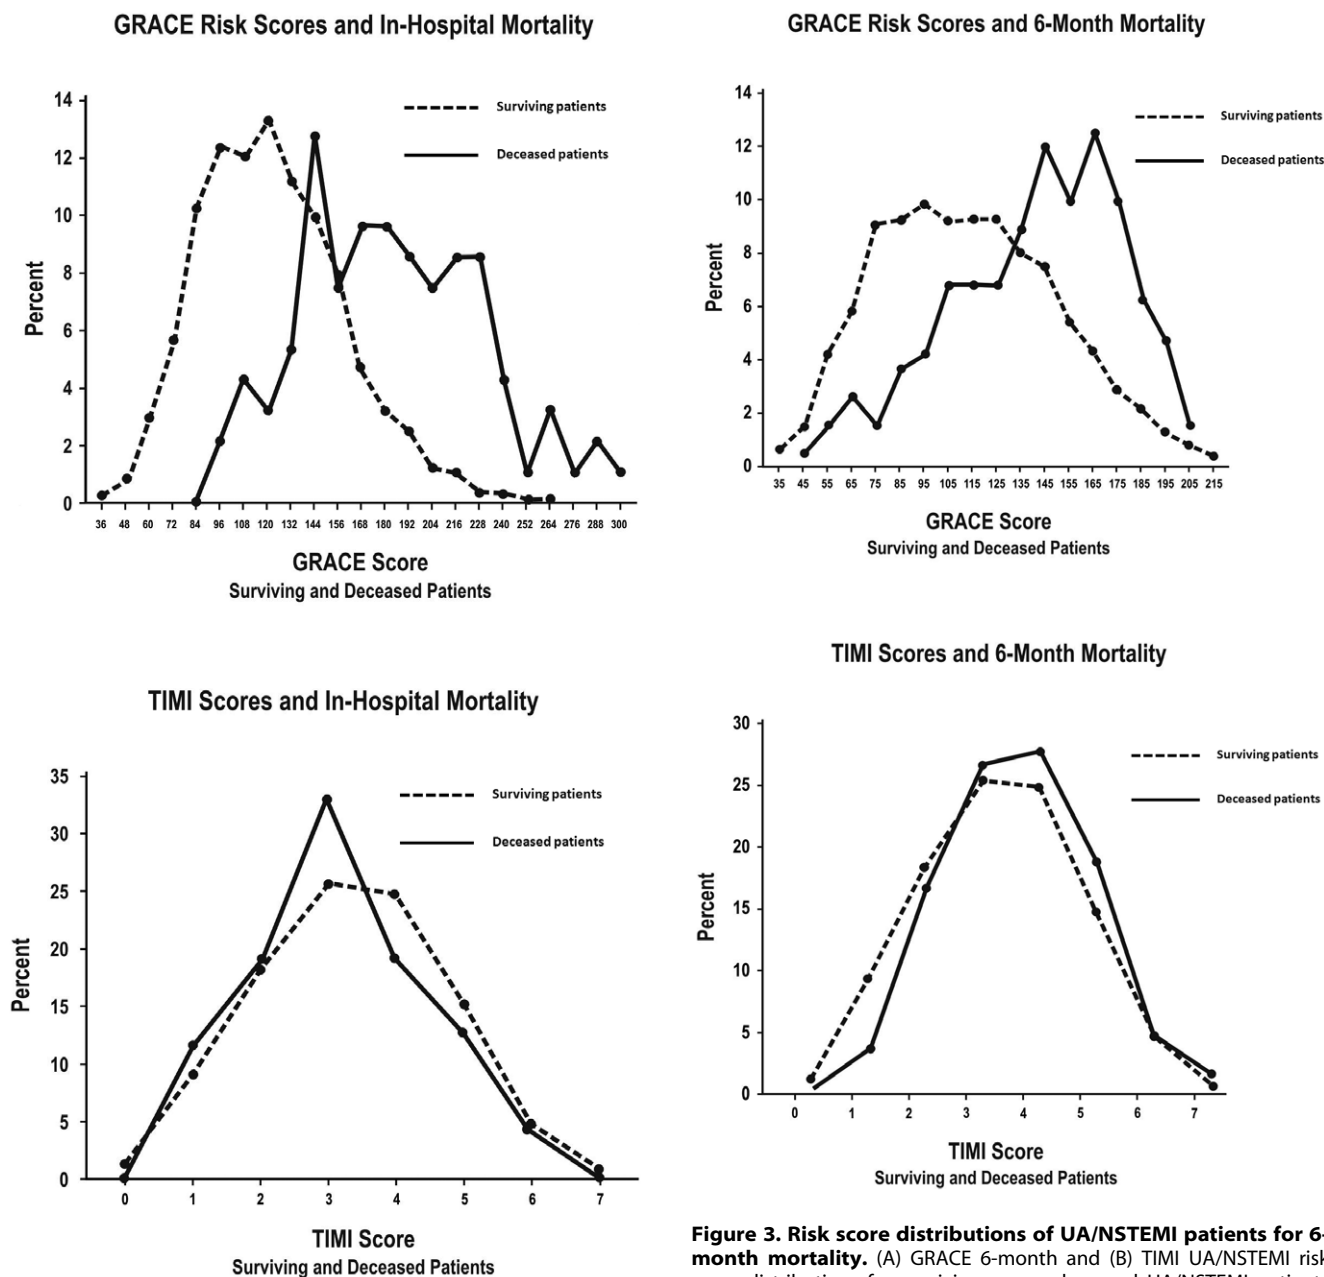 GRACE Risk Scores and In-Hospital Mortality
14
12
10
8
6
4
2
0
Percent
Surviving patients
Deceased patients
36 48 60 72 84 96 108 120 132 144 156 168 180 192 204 216 228 240 252 264 276 288 300
GRACE Score
Surviving and Deceased Patients
TIMI Scores and In-Hospital Mortality
35
30
25
20
15
10
5
0
Percent
Surviving patients
Deceased patients
0 1 2 3 4 5 6 7
TIMI Score
Surviving and Deceased Patients
GRACE Risk Scores and 6-Month Mortality
14
12
10
8
6
4
2
0
Percent
Surviving patients
Deceased patients
35 45 55 65 75 85 95 105 115 125 135 145 155 165 175 185 195 205 215
GRACE Score
Surviving and Deceased Patients
TIMI Scores and 6-Month Mortality
30
25
20
15
10
5
0
Percent
Surviving patients
Deceased patients
0 1 2 3 4 5 6 7
TIMI Score
Surviving and Deceased Patients
Figure 3. Risk score distributions of UA/NSTEMI patients for 6-
month mortality. (A) GRACE 6-month and (B) TIMI UA/NSTEMI risk